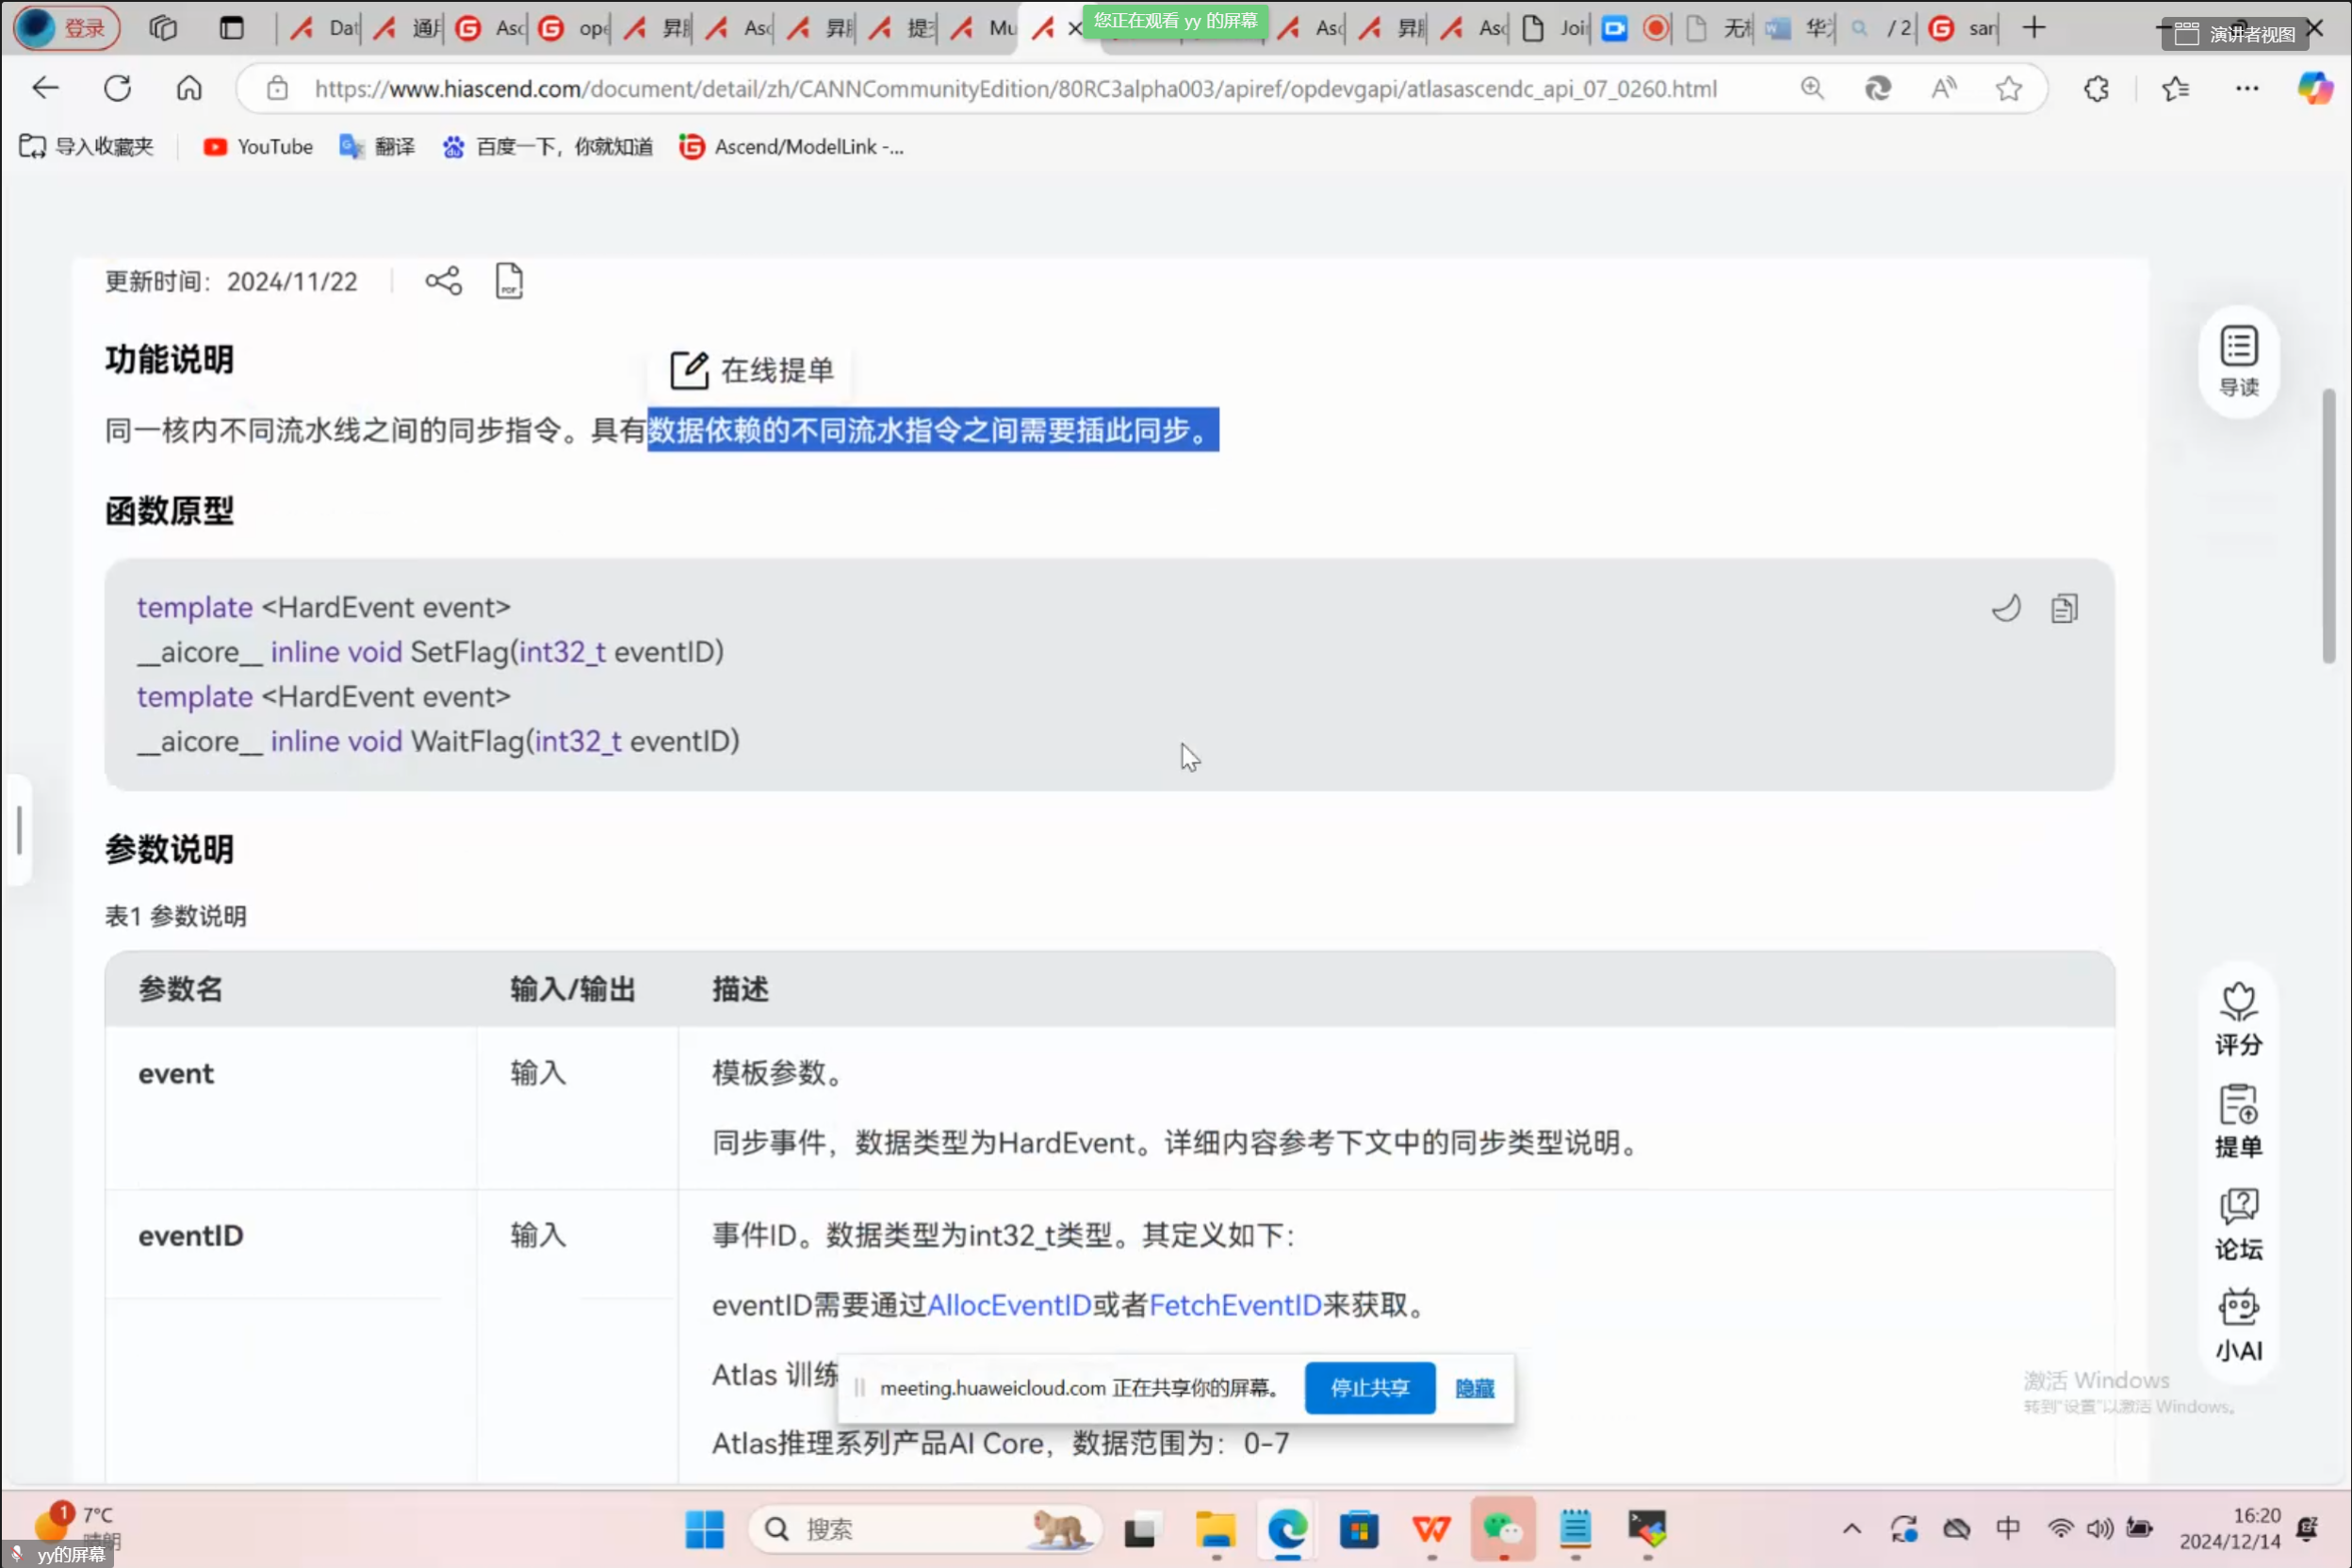 登录
Dat
通用
Asc
ope
昇腾
Asc
昇腾
提交
Mu
您正在观看 yy 的屏幕
Asc
昇腾
Asc
Joi
/ 2
san
演讲者视图
https://www.hiascend.com/document/detail/zh/CANNCommunityEdition/80RC3alpha003/apiref/opdevgapi/atlasascendc_api_07_0260.html
导入收藏夹
YouTube
翻译
百度一下，你就知道
Ascend/ModelLink -...
更新时间：2024/11/22
PDF
功能说明
在线提单
同一核内不同流水线之间的同步指令。具有数据依赖的不同流水指令之间需要插此同步。
函数原型
template <HardEvent event>
__aicore__ inline void SetFlag(int32_t eventID)
template <HardEvent event>
__aicore__ inline void WaitFlag(int32_t eventID)
参数说明
表1 参数说明
参数名 输入/输出 描述
event 输入 模板参数。
同步事件，数据类型为HardEvent。详细内容参考下文中的同步类型说明。
eventID 输入 事件ID。数据类型为int32_t类型。其定义如下：
eventID需要通过AllocEventID或者FetchEventID来获取。
Atlas 训练
meeting.huaweicloud.com 正在共享你的屏幕。
停止共享
隐藏
Atlas推理系列产品AI Core，数据范围为：0-7
导读
评分
提单
论坛
小AI
激活 Windows
转到"设置"以激活 Windows。
1
7°C
晴朗
yy的屏幕
搜索
中
16:20
2024/12/14